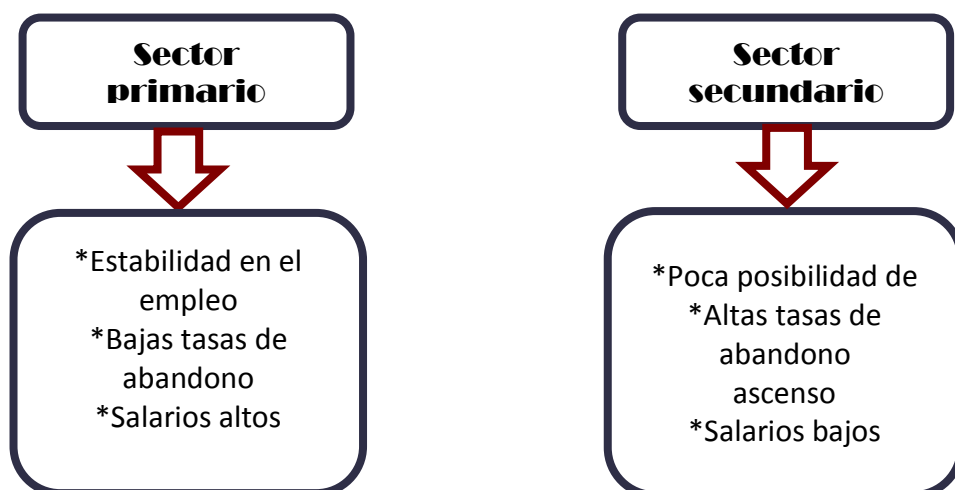 Sector
primario
*Estabilidad en el
empleo
*Bajas tasas de
abandono
*Salarios altos
Sector
secundario
*Poca posibilidad de
*Altas tasas de
abandono
ascenso
*Salarios bajos